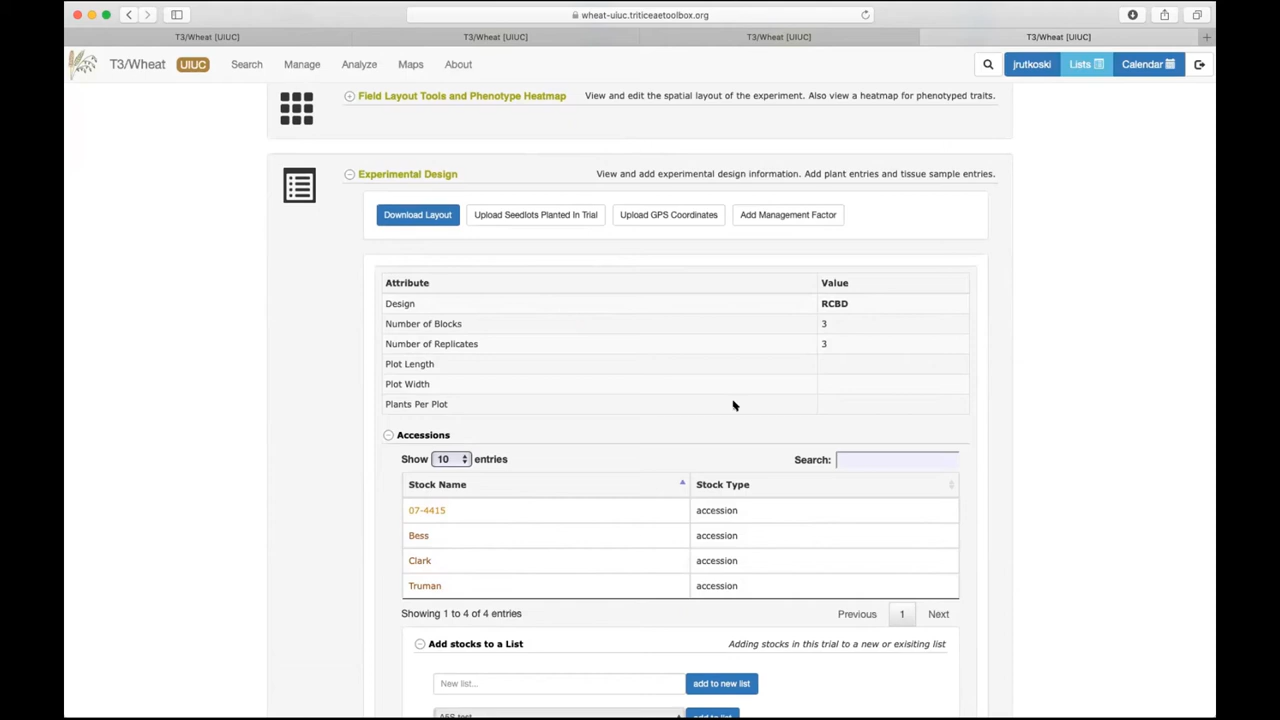 wheat-uiuc.triticeaetoolbox.org
T3/Wheat [UIUC] T3/Wheat [UIUC] T3/Wheat [UIUC] T3/Wheat [UIUC]
T3/Wheat UIUC Search Manage Analyze Maps About jrutkoski Lists Calendar
Field Layout Tools and Phenotype Heatmap View and edit the spatial layout of the experiment. Also view a heatmap for phenotyped traits.
Experimental Design View and add experimental design information. Add plant entries and tissue sample entries.
Download Layout Upload Seedlots Planted In Trial Upload GPS Coordinates Add Management Factor
Attribute Value
Design RCBD
Number of Blocks 3
Number of Replicates 3
Plot Length
Plot Width
Plants Per Plot
Accessions
Show 10 entries Search:
Stock Name Stock Type
07-4415 accession
Bess accession
Clark accession
Truman accession
Showing 1 to 4 of 4 entries Previous 1 Next
Add stocks to a List Adding stocks in this trial to a new or exisiting list
New list... add to new list
add to list